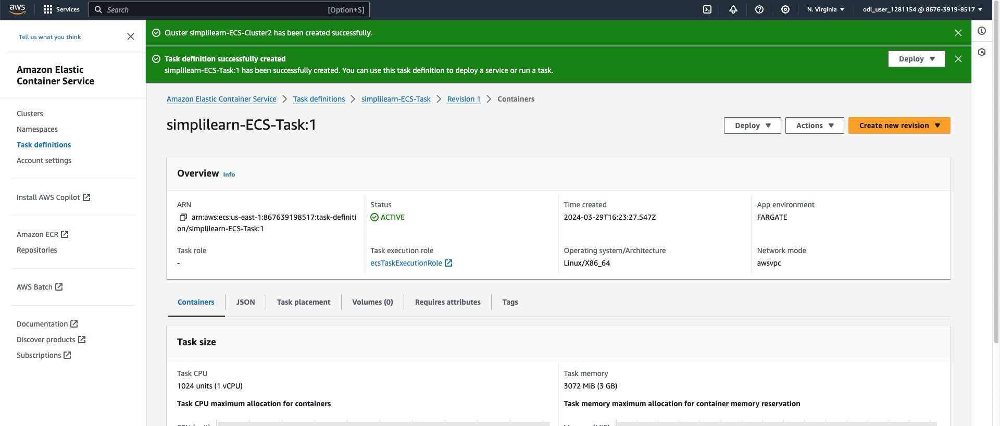 aws
Services
Search
[Option+S]
N. Virginia
odl_user_1281154 @ 8676-3919-8517
Tell us what you think
Amazon Elastic
Container Service
Clusters
Namespaces
Task definitions
Account settings
Install AWS Copilot
Amazon ECR
Repositories
AWS Batch
Documentation
Discover products
Subscriptions
Cluster simplilearn-ECS-Cluster2 has been created successfully.
Task definition successfully created
simplilearn-ECS-Task:1 has been successfully created. You can use this task definition to deploy a service or run a task.
Deploy
Amazon Elastic Container Service > Task definitions > simplilearn-ECS-Task > Revision 1 > Containers
simplilearn-ECS-Task:1
Deploy
Actions
Create new revision
Overview Info
ARN
arn:aws:ecs:us-east-1:867639198517:task-definiti
on/simplilearn-ECS-Task:1
Status
ACTIVE
Time created
2024-03-29T16:23:27.547Z
App environment
FARGATE
Task role
-
Task execution role
ecsTaskExecutionRole
Operating system/Architecture
Linux/X86_64
Network mode
awsvpc
Containers
JSON
Task placement
Volumes (0)
Requires attributes
Tags
Task size
Task CPU
1024 units (1 vCPU)
Task CPU maximum allocation for containers
Task memory
3072 MiB (3 GB)
Task memory maximum allocation for container memory reservation